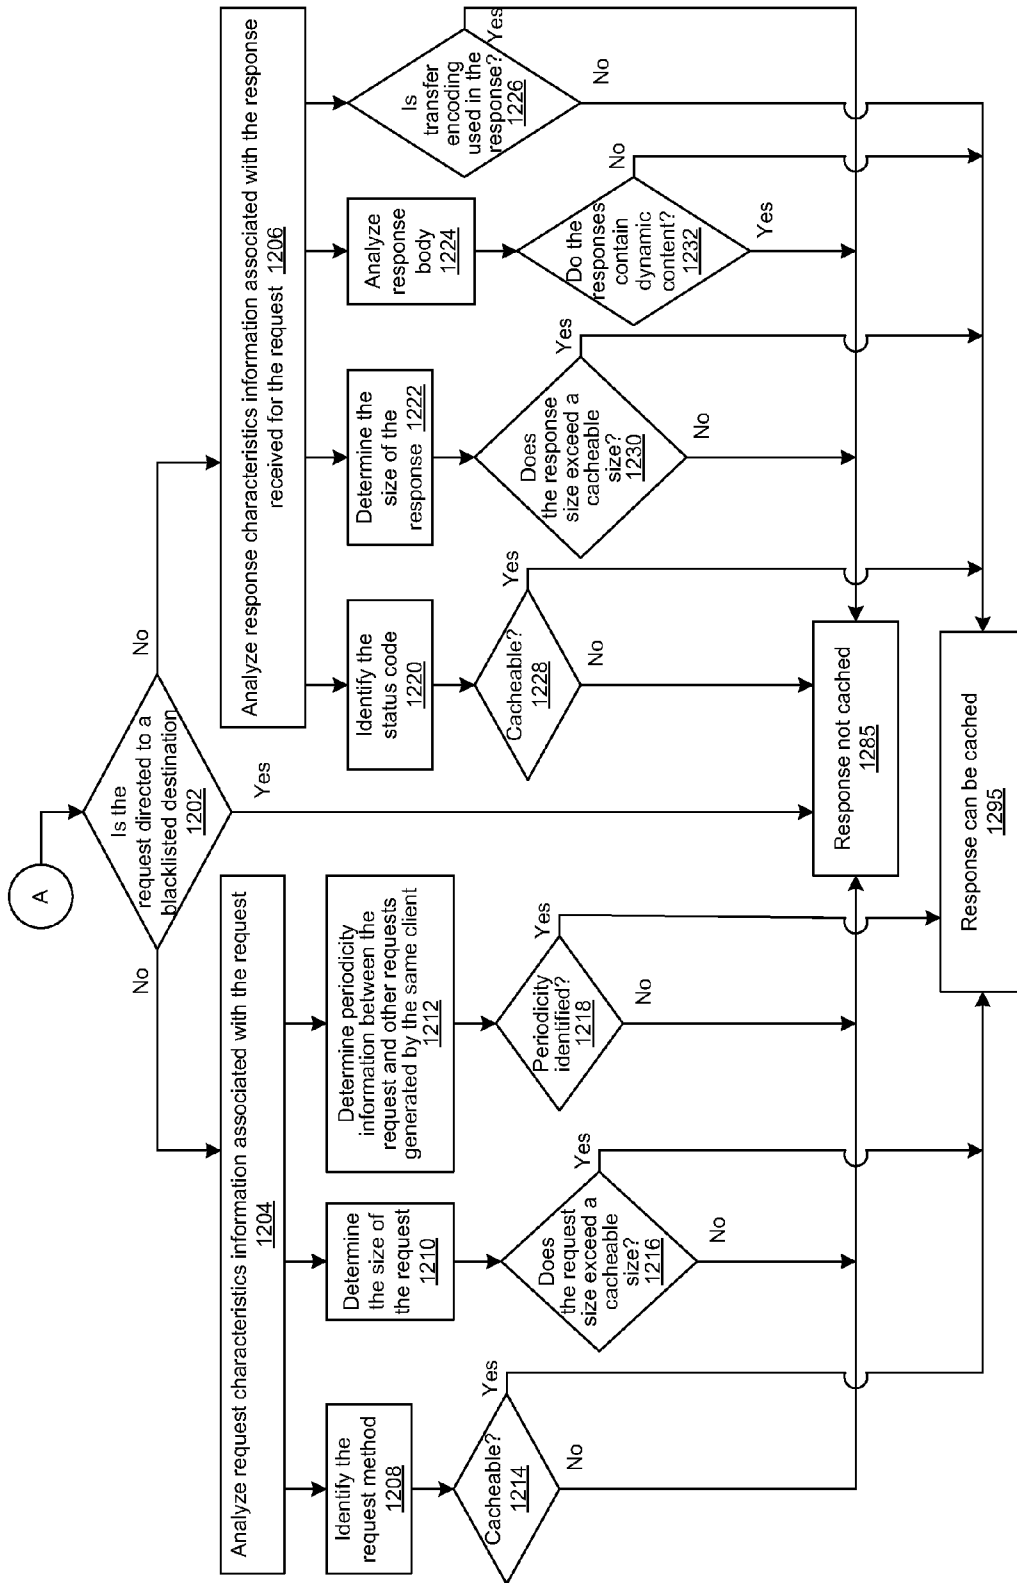 A
Is the
request directed to a
blacklisted destination
1202
No
No
Yes
Analyze request characteristics information associated with the request
1204
Analyze response characteristics information associated with the response
received for the request 1206
Identify the
request method
1208
Determine
the size of
the request
1210
Determine periodicity
information between the
request and other requests
generated by the same client
1212
Identify the
status code
1220
Determine the
size of the
response 1222
Analyze
response
body
1224
Is
transfer
encoding
used in the
response?
1226
Yes
No
Cacheable?
1214
Yes
No
Does
the request
size exceed a
cacheable
size?
1216
Yes
No
Periodicity
identified?
1218
Yes
No
Cacheable?
1228
Yes
No
Does
the response
size exceed a
cacheable
size?
1230
Yes
No
Do the
responses
contain
dynamic
content?
1232
No
Yes
Response not cached
1285
Response can be cached
1295